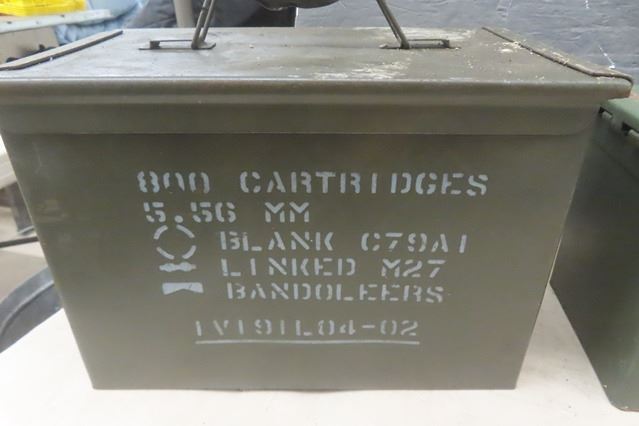 800 CARTRIDGES
5.56 MM
BLANK C79A1
LINKED M27
BANDOLEERS
IVI91L04-02